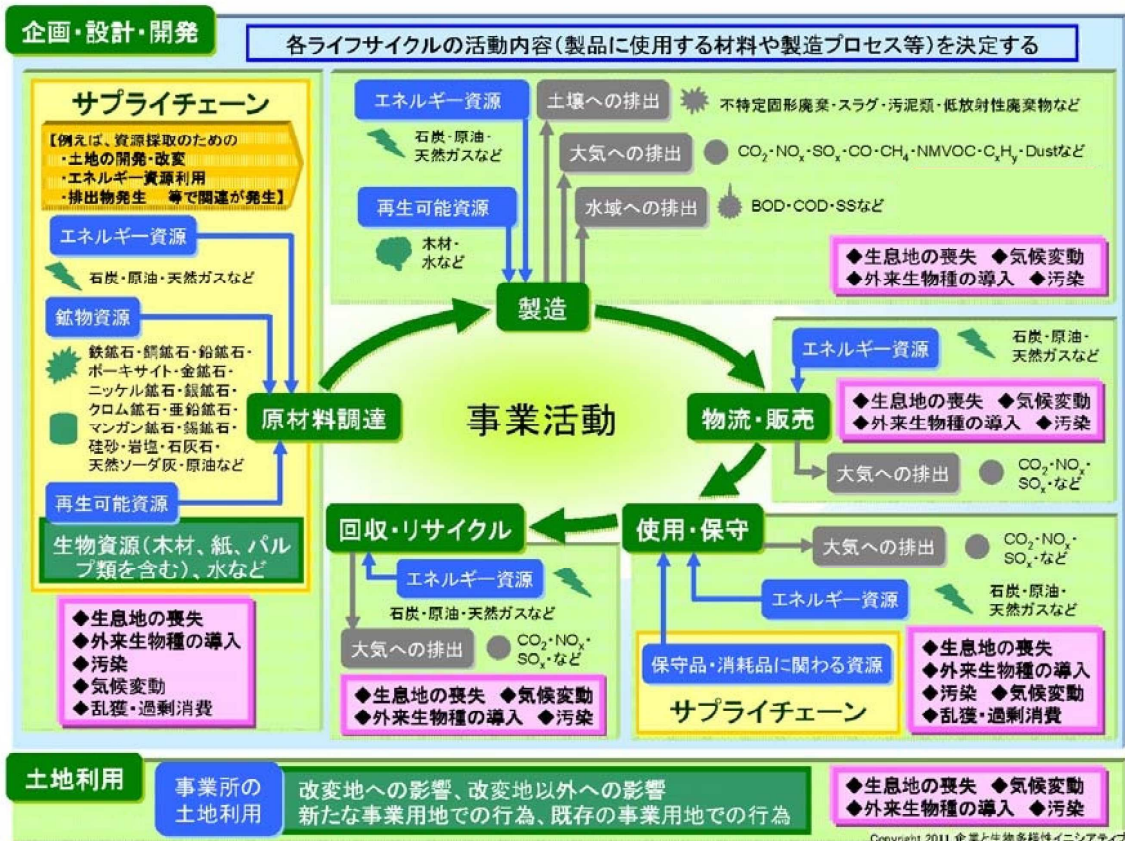 企画・設計・開発
各ライフサイクルの活動内容(製品に使用する材料や製造プロセス等)を決定する
サプライチェーン
【例えば、資源採取のための
・土地の開発・改変
・エネルギー資源利用
・排出物発生 等で関連が発生】
エネルギー資源
石炭・原油・天然ガスなど
鉱物資源
鉄鉱石・銅鉱石・鉛鉱石・
ボーキサイト・金鉱石・
ニッケル鉱石・銀鉱石・
クロム鉱石・亜鉛鉱石・
マンガン鉱石・錫鉱石・
硅砂・岩塩・石灰石・
天然ソーダ灰・原油など
再生可能資源
生物資源(木材、紙、パル
プ類を含む)、水など
◆生息地の喪失
◆外来生物種の導入
◆汚染
◆気候変動
◆乱獲・過剰消費
原材料調達
エネルギー資源
石炭・原油・
天然ガスなど
再生可能資源
木材・
水など
土壌への排出
不特定固形廃棄・スラグ・汚泥類・低放射性廃棄物など
大気への排出
CO₂・NOₓ・SOₓ・CO・CH₄・NMVOC・CₓHᵧ・Dustなど
水域への排出
BOD・COD・SSなど
◆生息地の喪失 ◆気候変動
◆外来生物種の導入 ◆汚染
製造
事業活動
物流・販売
エネルギー資源
石炭・原油・
天然ガスなど
◆生息地の喪失 ◆気候変動
◆外来生物種の導入 ◆汚染
大気への排出
CO₂・NOₓ・
SOₓ・など
使用・保守
大気への排出
CO₂・NOₓ・
SOₓ・など
エネルギー資源
石炭・原油・
天然ガスなど
保守品・消耗品に関わる資源
サプライチェーン
◆生息地の喪失
◆外来生物種の導入
◆汚染 ◆気候変動
◆乱獲・過剰消費
回収・リサイクル
エネルギー資源
石炭・原油・天然ガスなど
大気への排出
CO₂・NOₓ・
SOₓ・など
◆生息地の喪失 ◆気候変動
◆外来生物種の導入 ◆汚染
土地利用
事業所の
土地利用
改変地への影響、改変地以外への影響
新たな事業用地での行為、既存の事業用地での行為
◆生息地の喪失 ◆気候変動
◆外来生物種の導入 ◆汚染
Copyright 2011 企業と生物多様性イニシアティブ